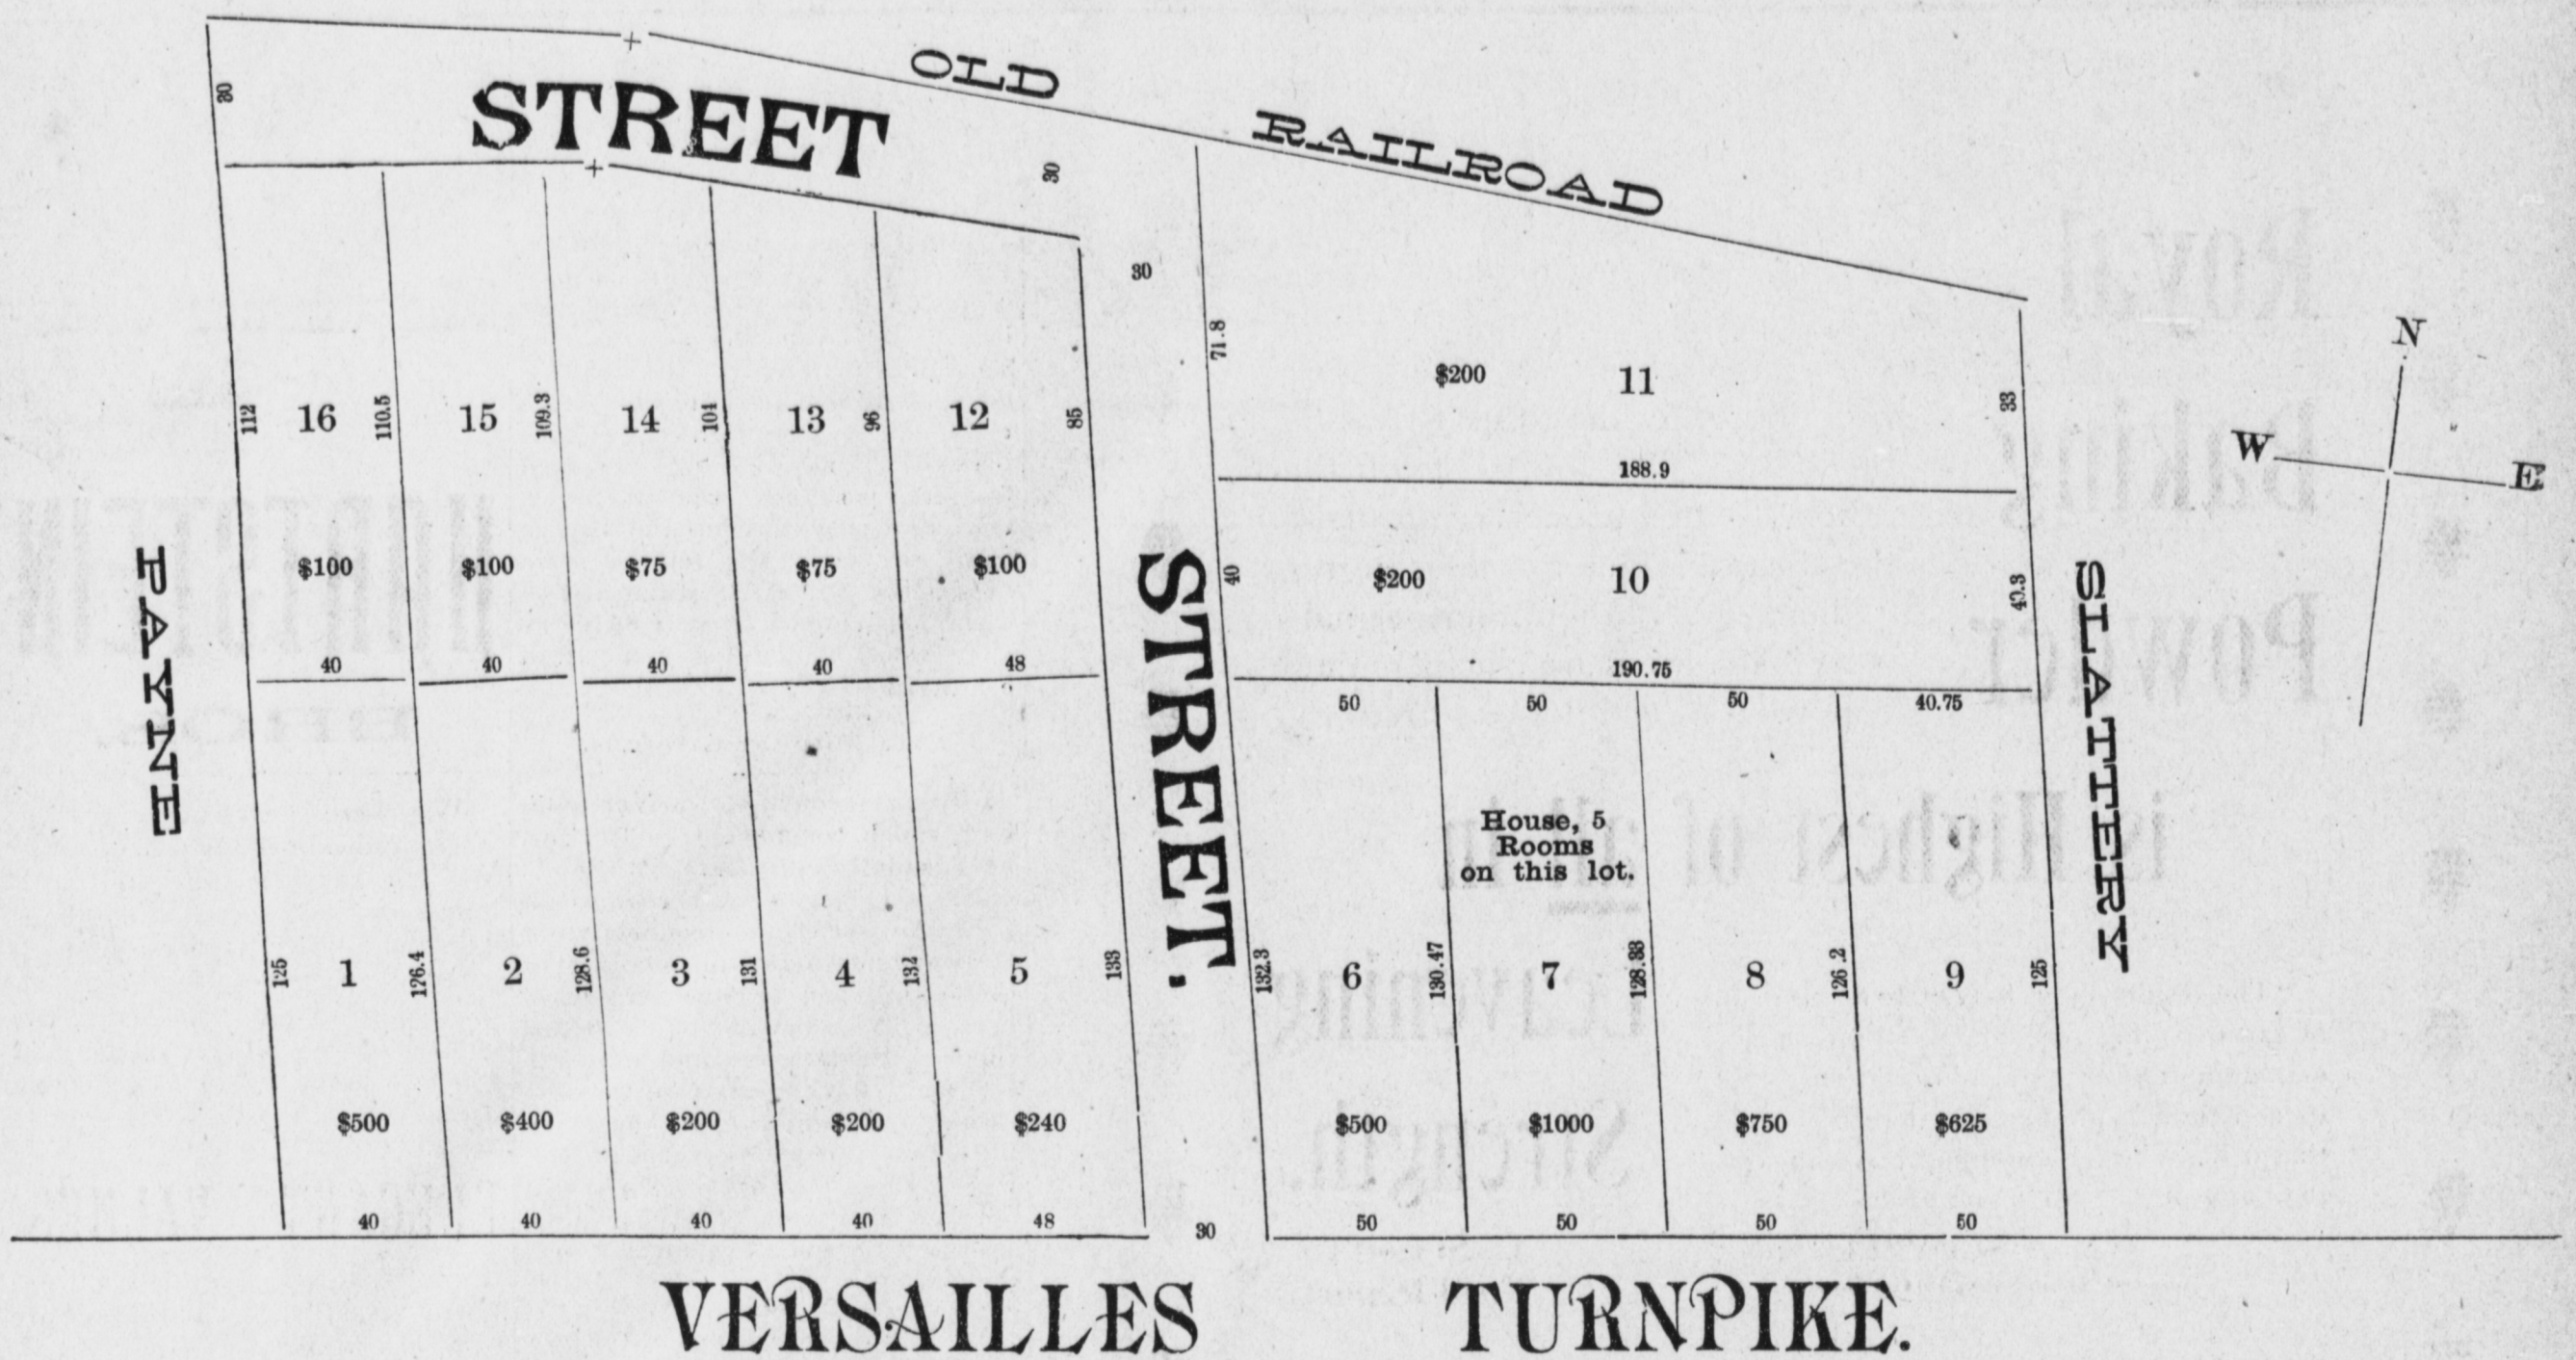 OLD RAILROAD
30
STREET
30
30
71.8
$200 11
33
188.9
112 16 110.5 15 109.3 14 104 13 96 12 85
$100 $100 $75 $75 $100
40 40 40 40 48
40 $200 10 40.3
190.75
50 50 50 40.75
PAYNE
STREET.
SLATTERY
N
W E
House, 5
Rooms
on this lot.
125 1 126.4 2 128.6 3 131 4 132 5 133
132.3 6 130.47 7 128.33 8 126.2 9 125
$500 $400 $200 $200 $240 $500 $1000 $750 $625
40 40 40 40 48 30 50 50 50 50
VERSAILLES TURNPIKE.